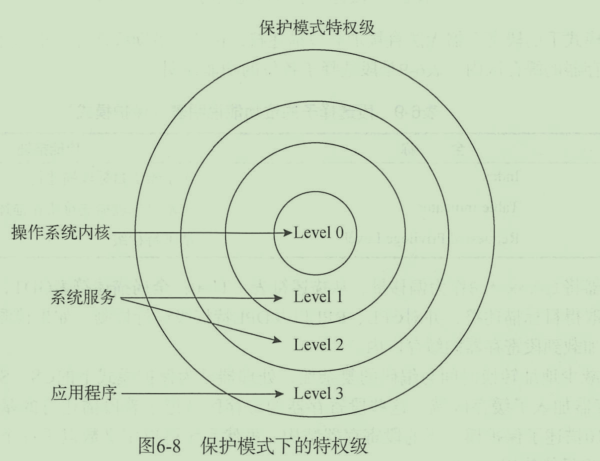 保护模式特权级
操作系统内核
Level 0
系统服务
Level 1
Level 2
应用程序
Level 3
图6-8 保护模式下的特权级